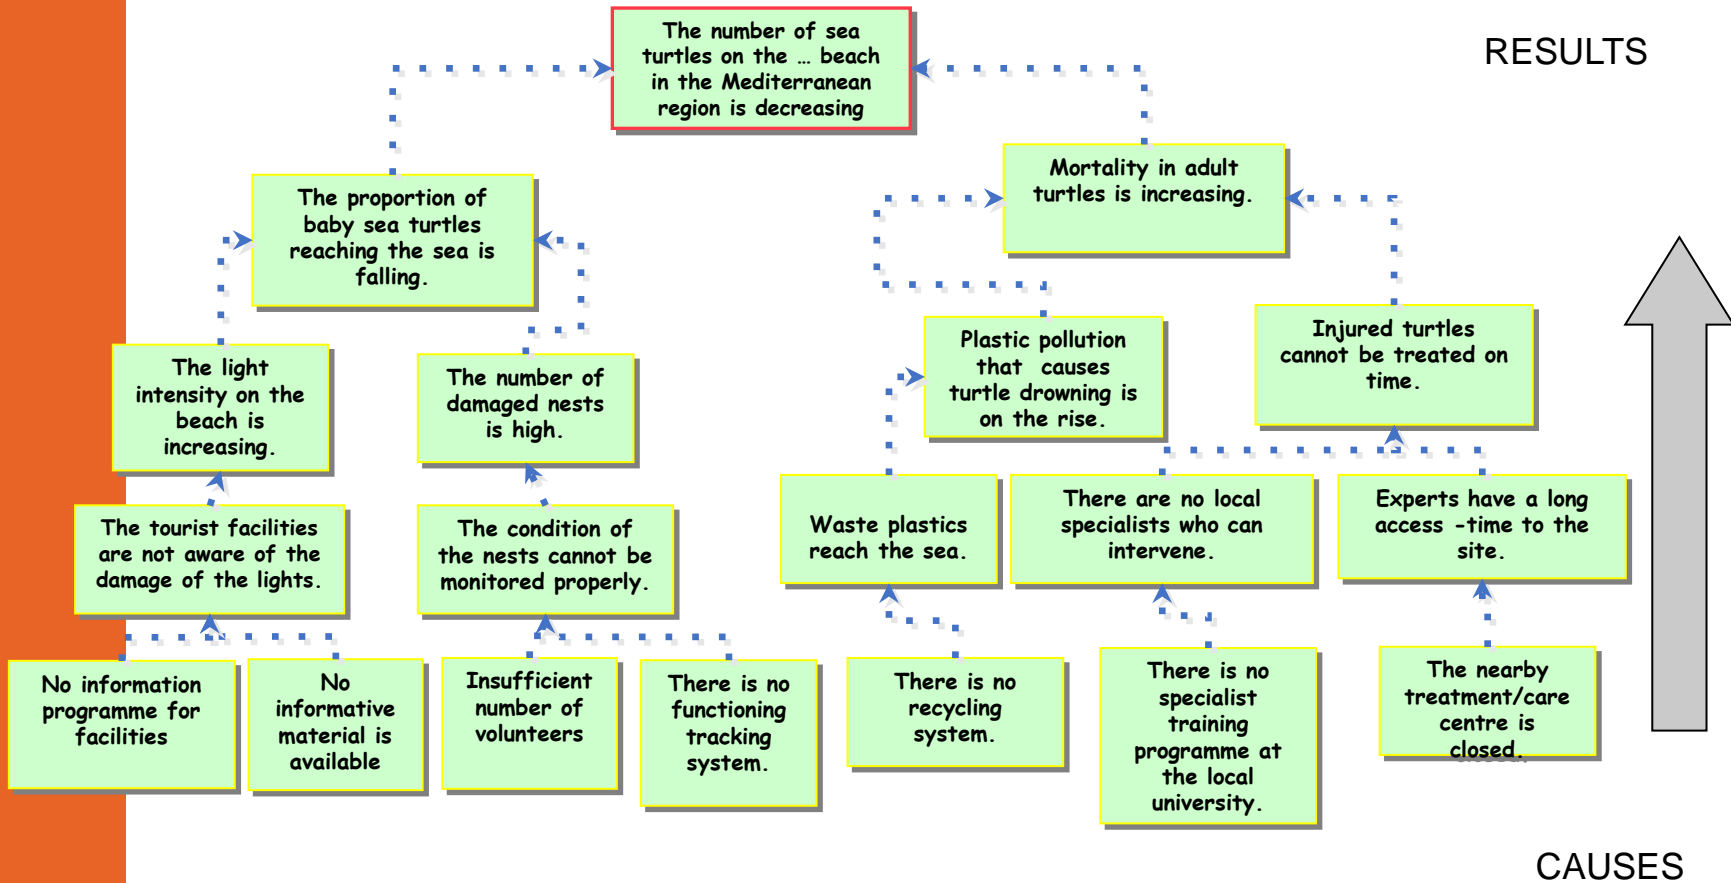 The number of sea
turtles on the … beach
in the Mediterranean
region is decreasing
RESULTS
Mortality in adult
turtles is increasing.
The proportion of
baby sea turtles
reaching the sea is
falling.
Injured turtles
cannot be treated on
time.
Plastic pollution
that causes
turtle drowning is
on the rise.
The light
intensity on the
beach is
increasing.
The number of
damaged nests
is high.
The tourist facilities
are not aware of the
damage of the lights.
The condition of
the nests cannot be
monitored properly.
Waste plastics
reach the sea.
There are no local
specialists who can
intervene.
Experts have a long
access -time to the
site.
No information
programme for
facilities
No
informative
material is
available
Insufficient
number of
volunteers
There is no
functioning
tracking
system.
There is no
recycling
system.
There is no
specialist
training
programme at
the local
university.
The nearby
treatment/care
centre is
closed.
CAUSES